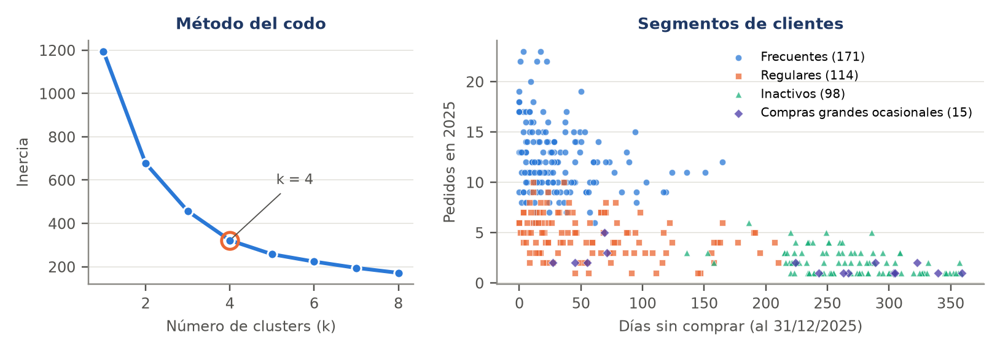 Método del codo
1200
1000
800
600
400
200
Inercia
k = 4
2 4 6 8
Número de clusters (k)
Segmentos de clientes
Frecuentes (171)
Regulares (114)
Inactivos (98)
Compras grandes ocasionales (15)
20
15
10
5
0
Pedidos en 2025
0 50 100 150 200 250 300 350
Días sin comprar (al 31/12/2025)